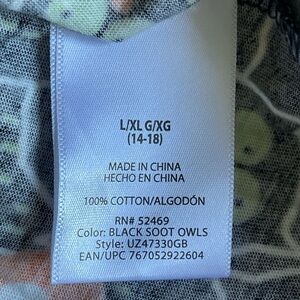 L/XL G/XG
(14-18)
MADE IN CHINA
HECHO EN CHINA
100% COTTON/ALGODÓN
RN# 52469
Color: BLACK SOOT OWLS
Style: UZ47330GB
EAN/UPC 767052922604